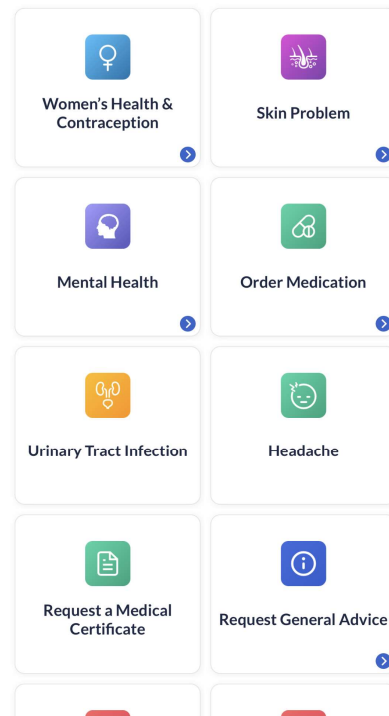 Women’s Health &
Contraception
Skin Problem
Mental Health
Order Medication
Urinary Tract Infection
Headache
Request a Medical
Certificate
Request General Advice